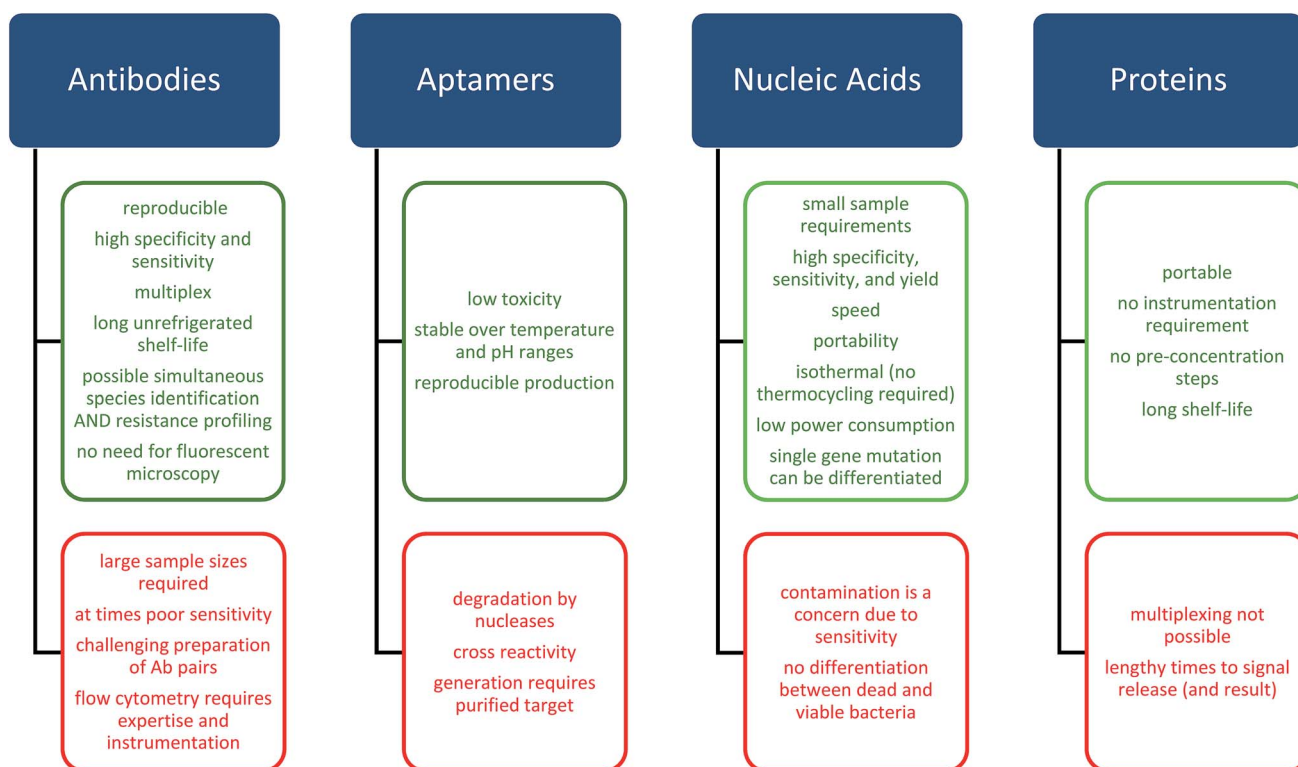 Antibodies
reproducible
high specificity and
sensitivity
multiplex
long unrefrigerated
shelf-life
possible simultaneous
species identification
AND resistance profiling
no need for fluorescent
microscopy
large sample sizes
required
at times poor sensitivity
challenging preparation
of Ab pairs
flow cytometry requires
expertise and
instrumentation
Aptamers
low toxicity
stable over temperature
and pH ranges
reproducible production
degradation by
nucleases
cross reactivity
generation requires
purified target
Nucleic Acids
small sample
requirements
high specificity,
sensitivity, and yield
speed
portability
isothermal (no
thermocycling required)
low power consumption
single gene mutation
can be differentiated
contamination is a
concern due to
sensitivity
no differentiation
between dead and
viable bacteria
Proteins
portable
no instrumentation
requirement
no pre-concentration
steps
long shelf-life
multiplexing not
possible
lengthy times to signal
release (and result)